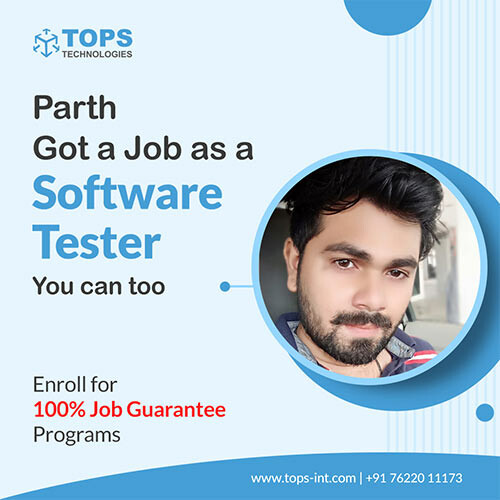 TOPS
TECHNOLOGIES
Parth
Got a Job as a
Software
Tester
You can too
Enroll for
100% Job Guarantee
Programs
www.tops-int.com | +91 76220 11173